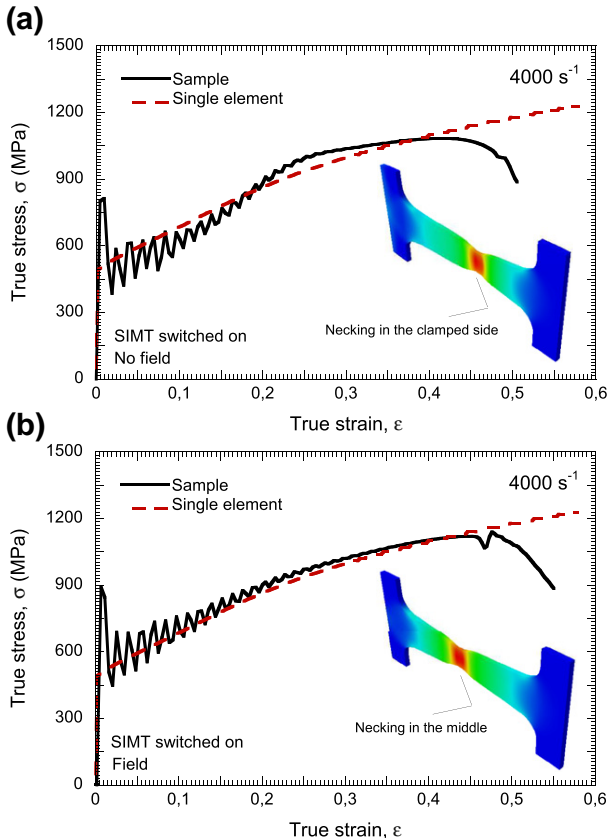 (a)
1500
1200
900
600
300
0
True stress, σ (MPa)
Sample
Single element
4000 s⁻¹
Necking in the clamped side
SIMT switched on
No field
0 0,1 0,2 0,3 0,4 0,5 0,6
True strain, ε
(b)
1500
1200
900
600
300
0
True stress, σ (MPa)
Sample
Single element
4000 s⁻¹
Necking in the middle
SIMT switched on
Field
0 0,1 0,2 0,3 0,4 0,5 0,6
True strain, ε